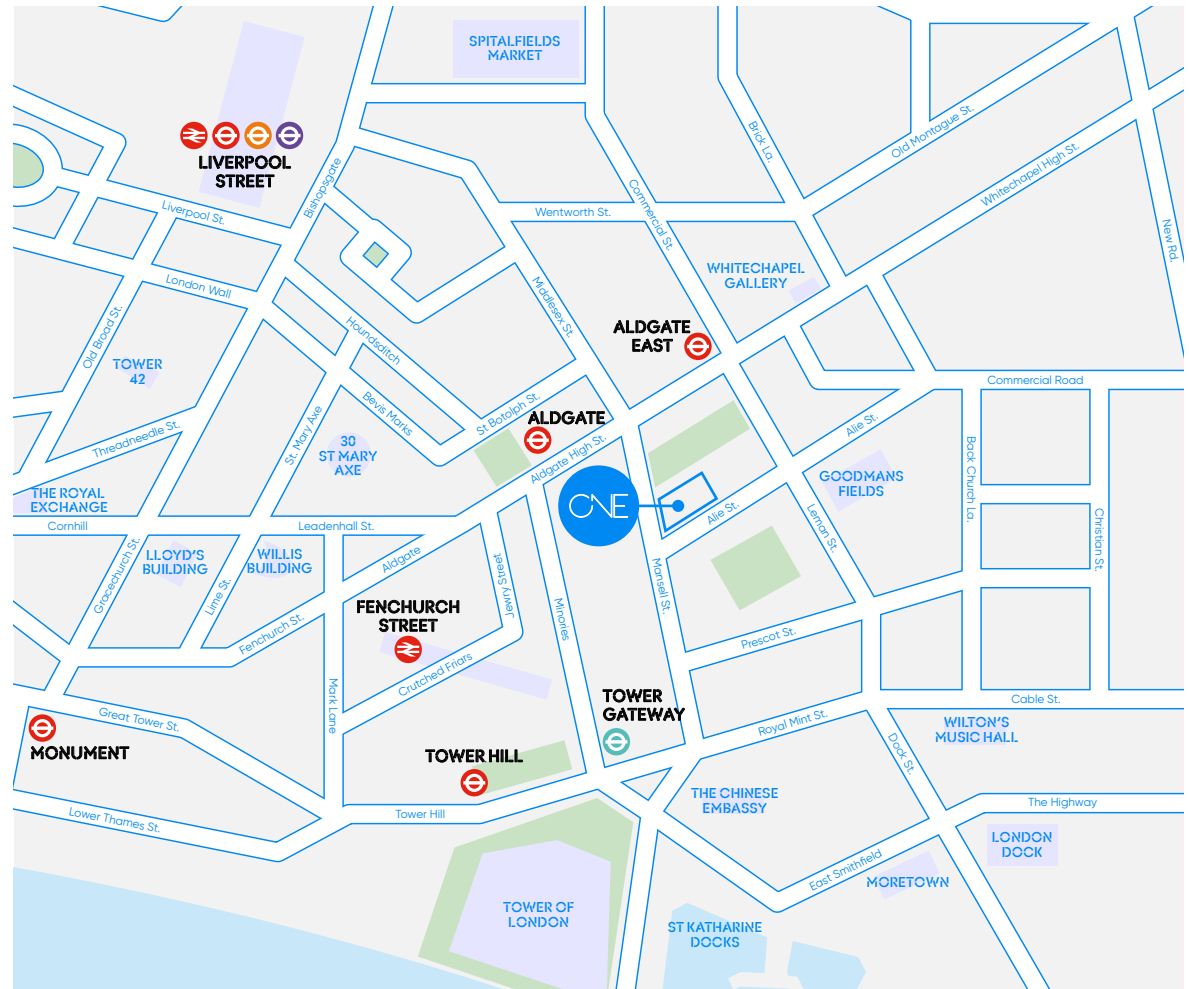 SPITALFIELDS
MARKET
Brick La.
Old Montague St.
LIVERPOOL
STREET
Whitechapel High St.
Bishopsgate
Liverpool St.
Wentworth St.
Commercial St.
New Rd.
WHITECHAPEL
GALLERY
London Wall
Middlesex St.
Houndsditch
Old Broad St.
ALDGATE
EAST
TOWER
42
Commercial Road
Bevis Marks
St Botolph St.
ALDGATE
Alie St.
Threadneedle St.
St. Mary Axe
30
ST MARY
AXE
Aldgate High St.
Back Church La.
GOODMANS
FIELDS
THE ROYAL
EXCHANGE
ONE
Alie St.
Leman St.
Cornhill
Leadenhall St.
Christian St.
LLOYD'S
BUILDING
WILLIS
BUILDING
Aldgate
Gracechurch St.
Lime St.
Jewry Street
Mansell St.
FENCHURCH
STREET
Minories
Fenchurch St.
Prescot St.
Crutched Friars
Mark Lane
TOWER
GATEWAY
Cable St.
Great Tower St.
Royal Mint St.
WILTON'S
MUSIC HALL
MONUMENT
TOWER HILL
Dock St.
THE CHINESE
EMBASSY
The Highway
Lower Thames St.
Tower Hill
LONDON
DOCK
East Smithfield
MORETOWN
TOWER OF
LONDON
ST KATHARINE
DOCKS